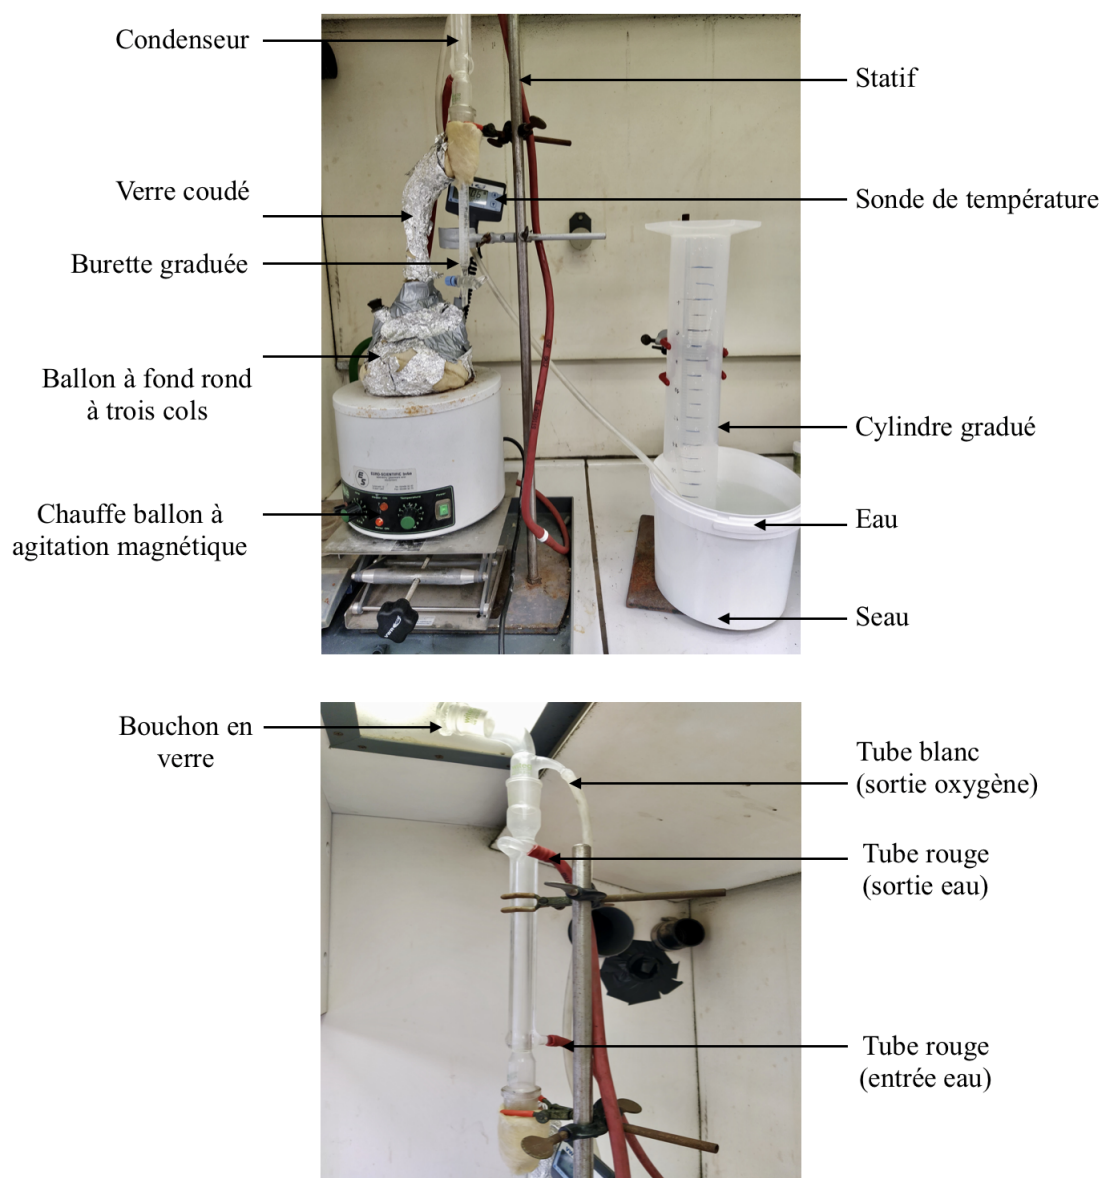 Condenseur
Statif
Verre coudé
Sonde de température
Burette graduée
Ballon à fond rond
à trois cols
Cylindre gradué
Chauffe ballon à
agitation magnétique
Eau
Seau
Bouchon en
verre
Tube blanc
(sortie oxygène)
Tube rouge
(sortie eau)
Tube rouge
(entrée eau)